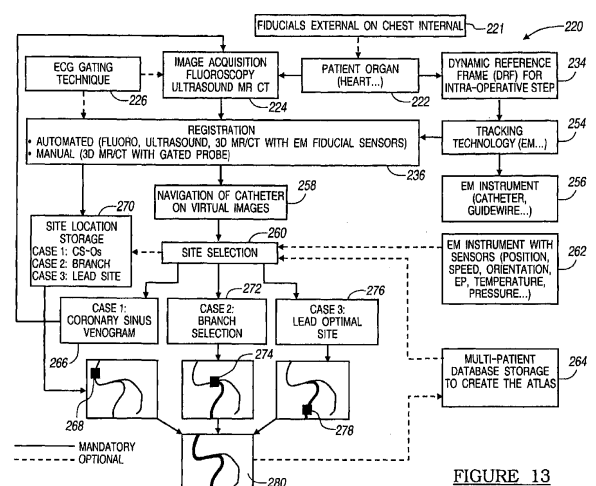 FIDUCIALS EXTERNAL ON CHEST INTERNAL
221
220
ECG GATING
TECHNIQUE
226
IMAGE ACQUISITION
FLUOROSCOPY
ULTRASOUND MR CT
224
PATIENT ORGAN
(HEART...)
222
DYNAMIC REFERENCE
FRAME (DRF) FOR
INTRA-OPERATIVE STEP
234
REGISTRATION
• AUTOMATED (FLUORO, ULTRASOUND, 3D MR/CT WITH EM FIDUCIAL SENSORS)
• MANUAL (3D MR/CT WITH GATED PROBE)
236
TRACKING
TECHNOLOGY (EM...)
254
NAVIGATION OF CATHETER
ON VIRTUAL IMAGES
258
EM INSTRUMENT
(CATHETER,
GUIDEWIRE...)
256
270
SITE LOCATION
STORAGE
CASE 1: CS-Os
CASE 2: BRANCH
CASE 3: LEAD SITE
260
SITE SELECTION
EM INSTRUMENT WITH
SENSORS (POSITION,
SPEED, ORIENTATION,
EP, TEMPERATURE,
PRESSURE...)
262
CASE 1:
CORONARY SINUS
VENOGRAM
266
272
CASE 2:
BRANCH
SELECTION
276
CASE 3:
LEAD OPTIMAL
SITE
MULTI-PATIENT
DATABASE STORAGE
TO CREATE THE ATLAS
264
268
274
278
MANDATORY
OPTIONAL
280
FIGURE 13